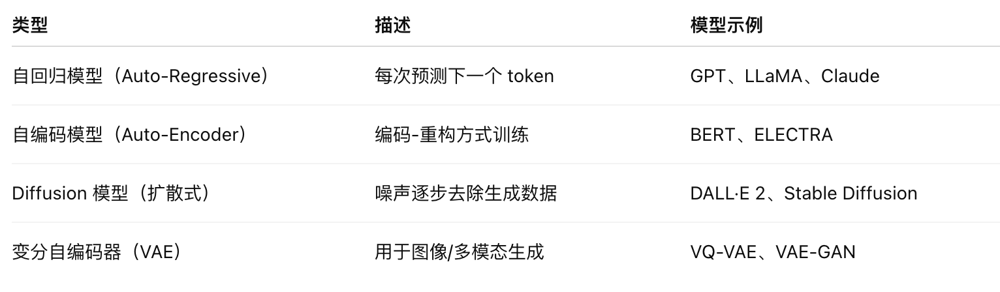 类型 描述 模型示例
自回归模型（Auto-Regressive） 每次预测下一个 token GPT、LLaMA、Claude
自编码模型（Auto-Encoder） 编码-重构方式训练 BERT、ELECTRA
Diffusion 模型（扩散式） 噪声逐步去除生成数据 DALL·E 2、Stable Diffusion
变分自编码器（VAE） 用于图像/多模态生成 VQ-VAE、VAE-GAN